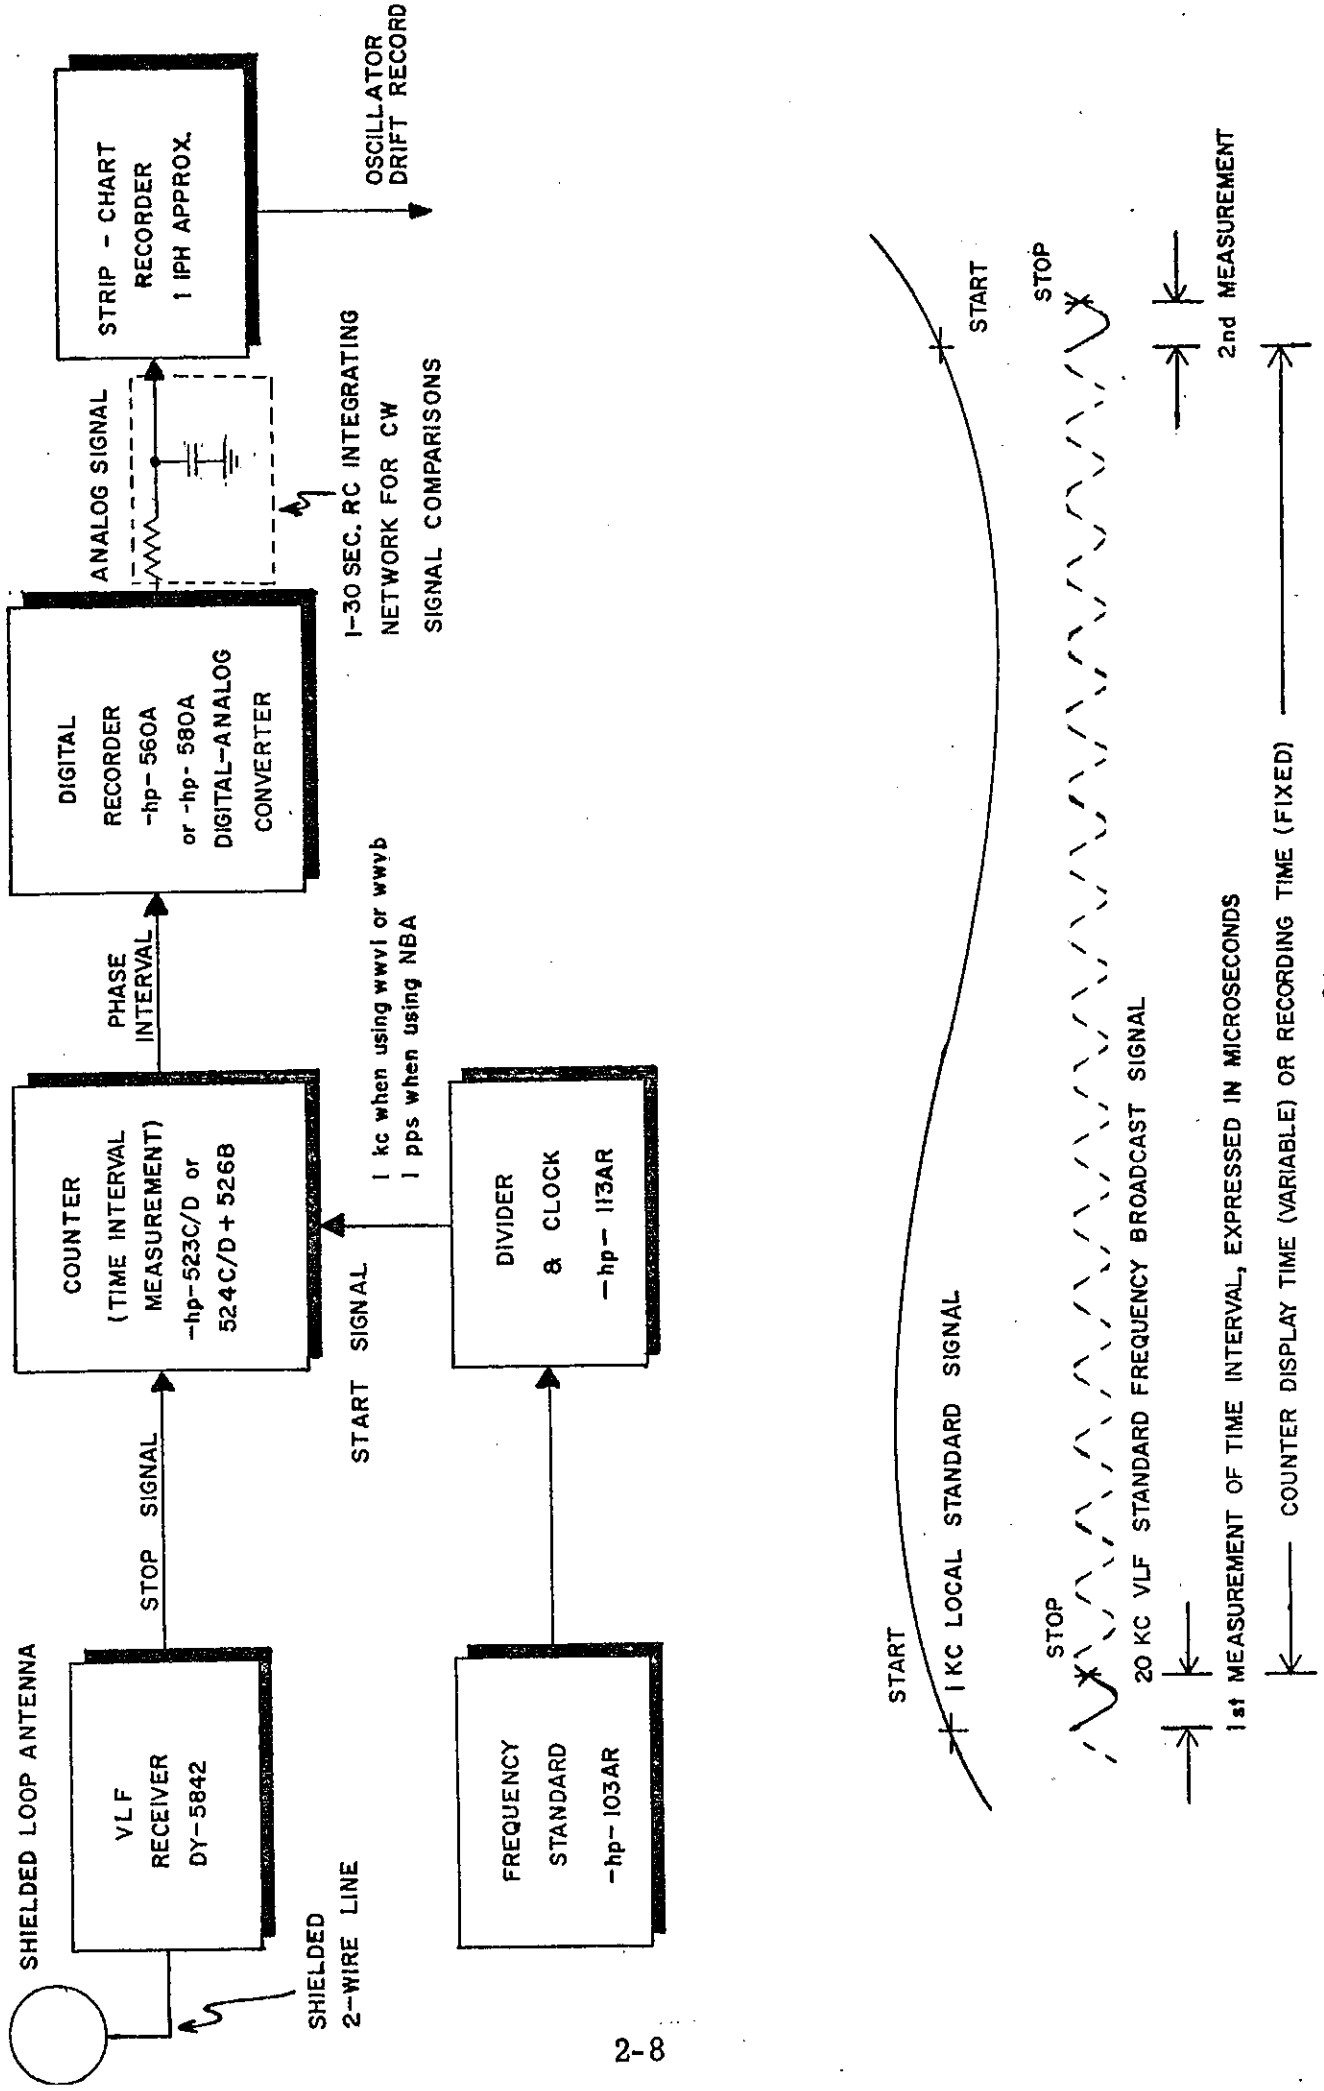 SHIELDED LOOP ANTENNA
SHIELDED
2-WIRE LINE
VLF
RECEIVER
DY-5842
STOP SIGNAL
COUNTER
(TIME INTERVAL
MEASUREMENT)
-hp-523C/D or
524C/D + 526B
PHASE
INTERVAL
DIGITAL
RECORDER
-hp-560A
or -hp-580A
DIGITAL-ANALOG
CONVERTER
ANALOG SIGNAL
STRIP - CHART
RECORDER
1 IPH APPROX.
OSCILLATOR
DRIFT RECORD
1-30 SEC. RC INTEGRATING
NETWORK FOR CW
SIGNAL COMPARISONS
START SIGNAL
1 kc when using wwvl or wwvb
1 pps when using NBA
FREQUENCY
STANDARD
-hp-103AR
DIVIDER
& CLOCK
-hp-113AR
START
1 KC LOCAL STANDARD SIGNAL
START
STOP
20 KC VLF STANDARD FREQUENCY BROADCAST SIGNAL
STOP
1st MEASUREMENT OF TIME INTERVAL, EXPRESSED IN MICROSECONDS
2nd MEASUREMENT
COUNTER DISPLAY TIME (VARIABLE) OR RECORDING TIME (FIXED)
2-8